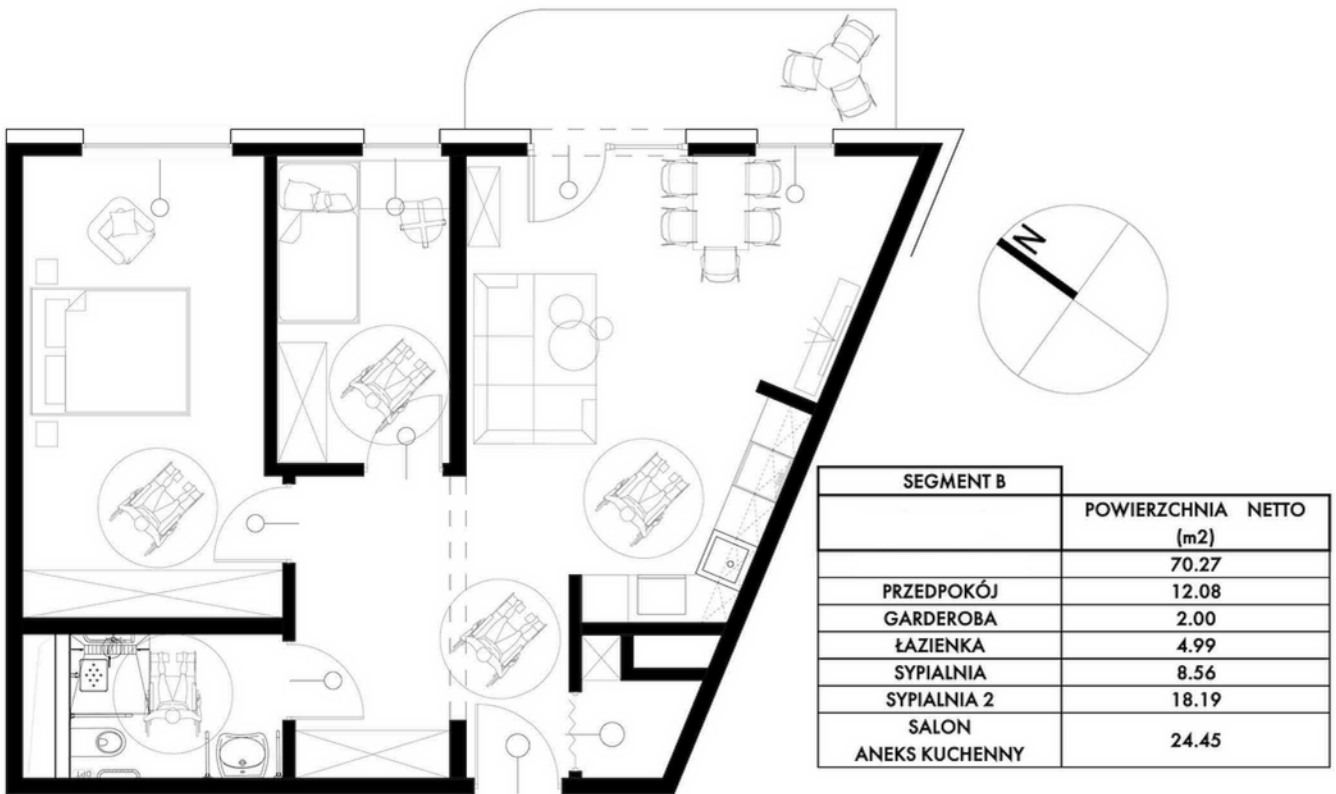 N
SEGMENT B
POWIERZCHNIA NETTO
(m2)
70.27
PRZEDPOKÓJ 12.08
GARDEROBA 2.00
ŁAZIENKA 4.99
SYPIALNIA 8.56
SYPIALNIA 2 18.19
SALON
ANEKS KUCHENNY 24.45